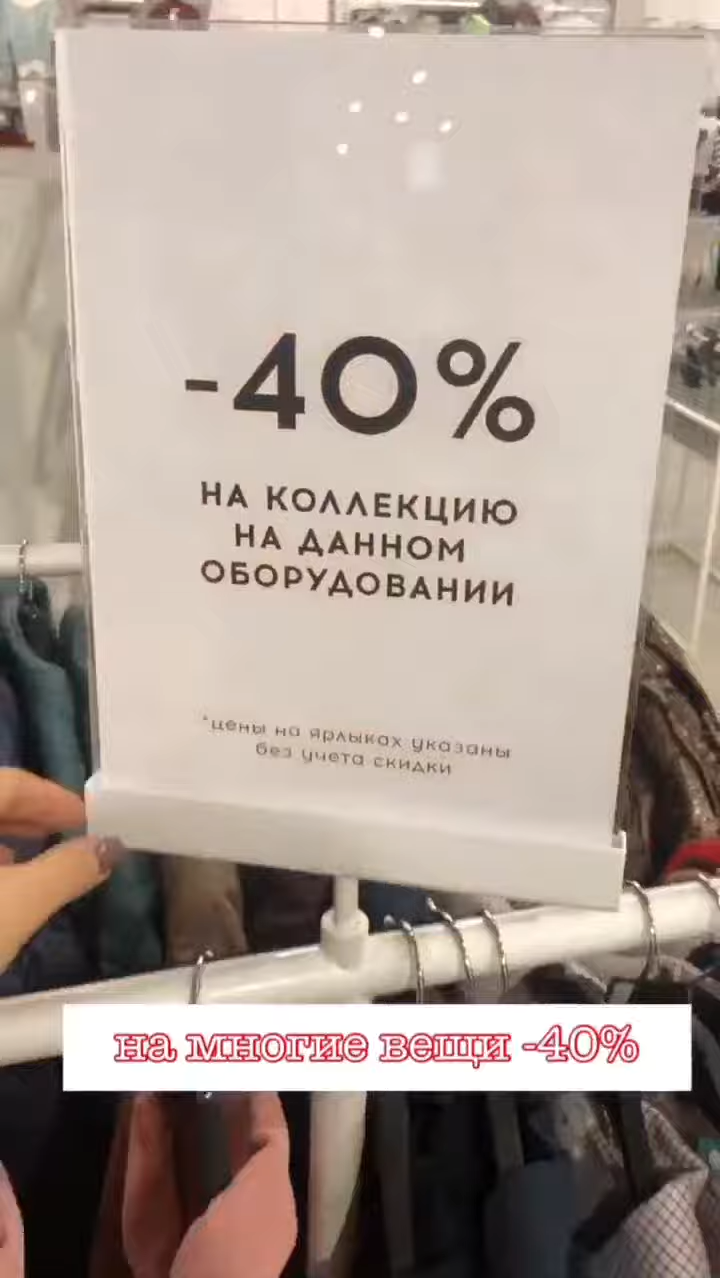 -40%
НА КОЛЛЕКЦИЮ
НА ДАННОМ
ОБОРУДОВАНИИ
*цены на ярлыках указаны
без учета скидки
на многие вещи -40%